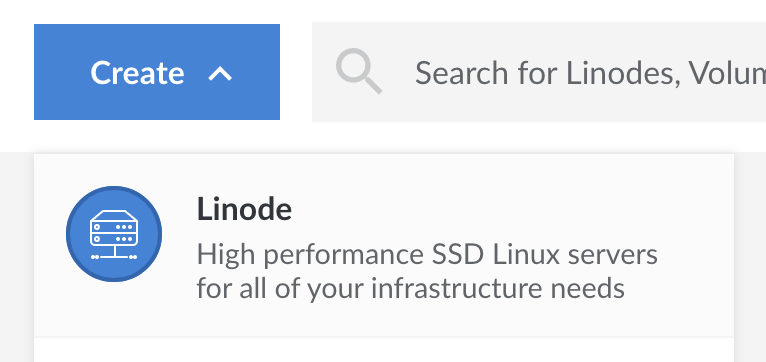 Create
Search for Linodes, Volum
Linode
High performance SSD Linux servers
for all of your infrastructure needs